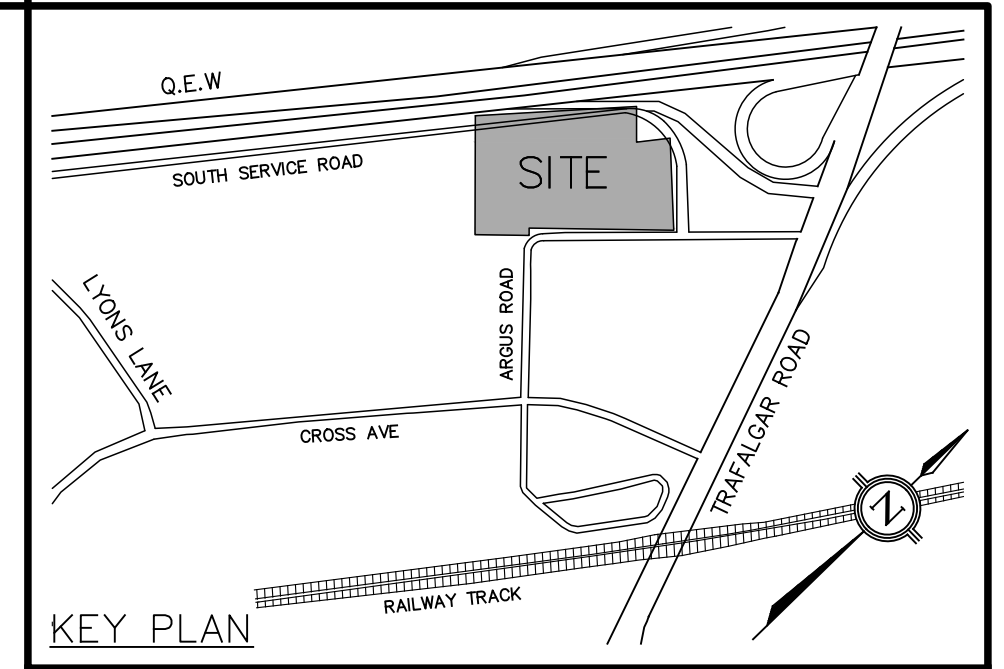 Q.E.W
SOUTH SERVICE ROAD
SITE
LYONS LANE
ARGUS ROAD
CROSS AVE
TRAFALGAR ROAD
N
RAILWAY TRACK
KEY PLAN